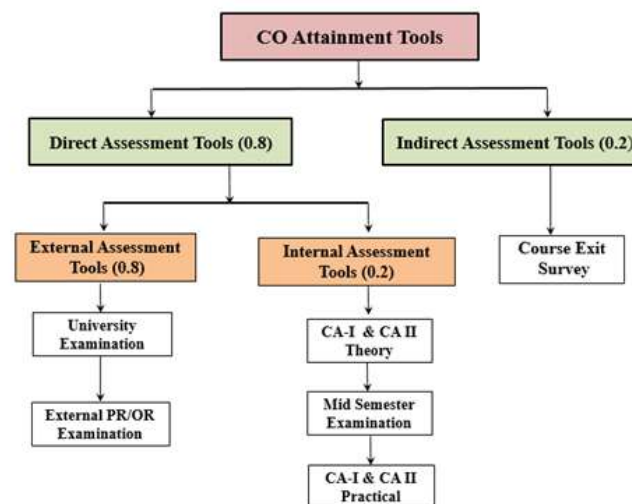 CO Attainment Tools
Direct Assessment Tools (0.8)
Indirect Assessment Tools (0.2)
External Assessment
Tools (0.8)
Internal Assessment
Tools (0.2)
Course Exit
Survey
University
Examination
CA-I & CA II
Theory
External PR/OR
Examination
Mid Semester
Examination
CA-I & CA II
Practical